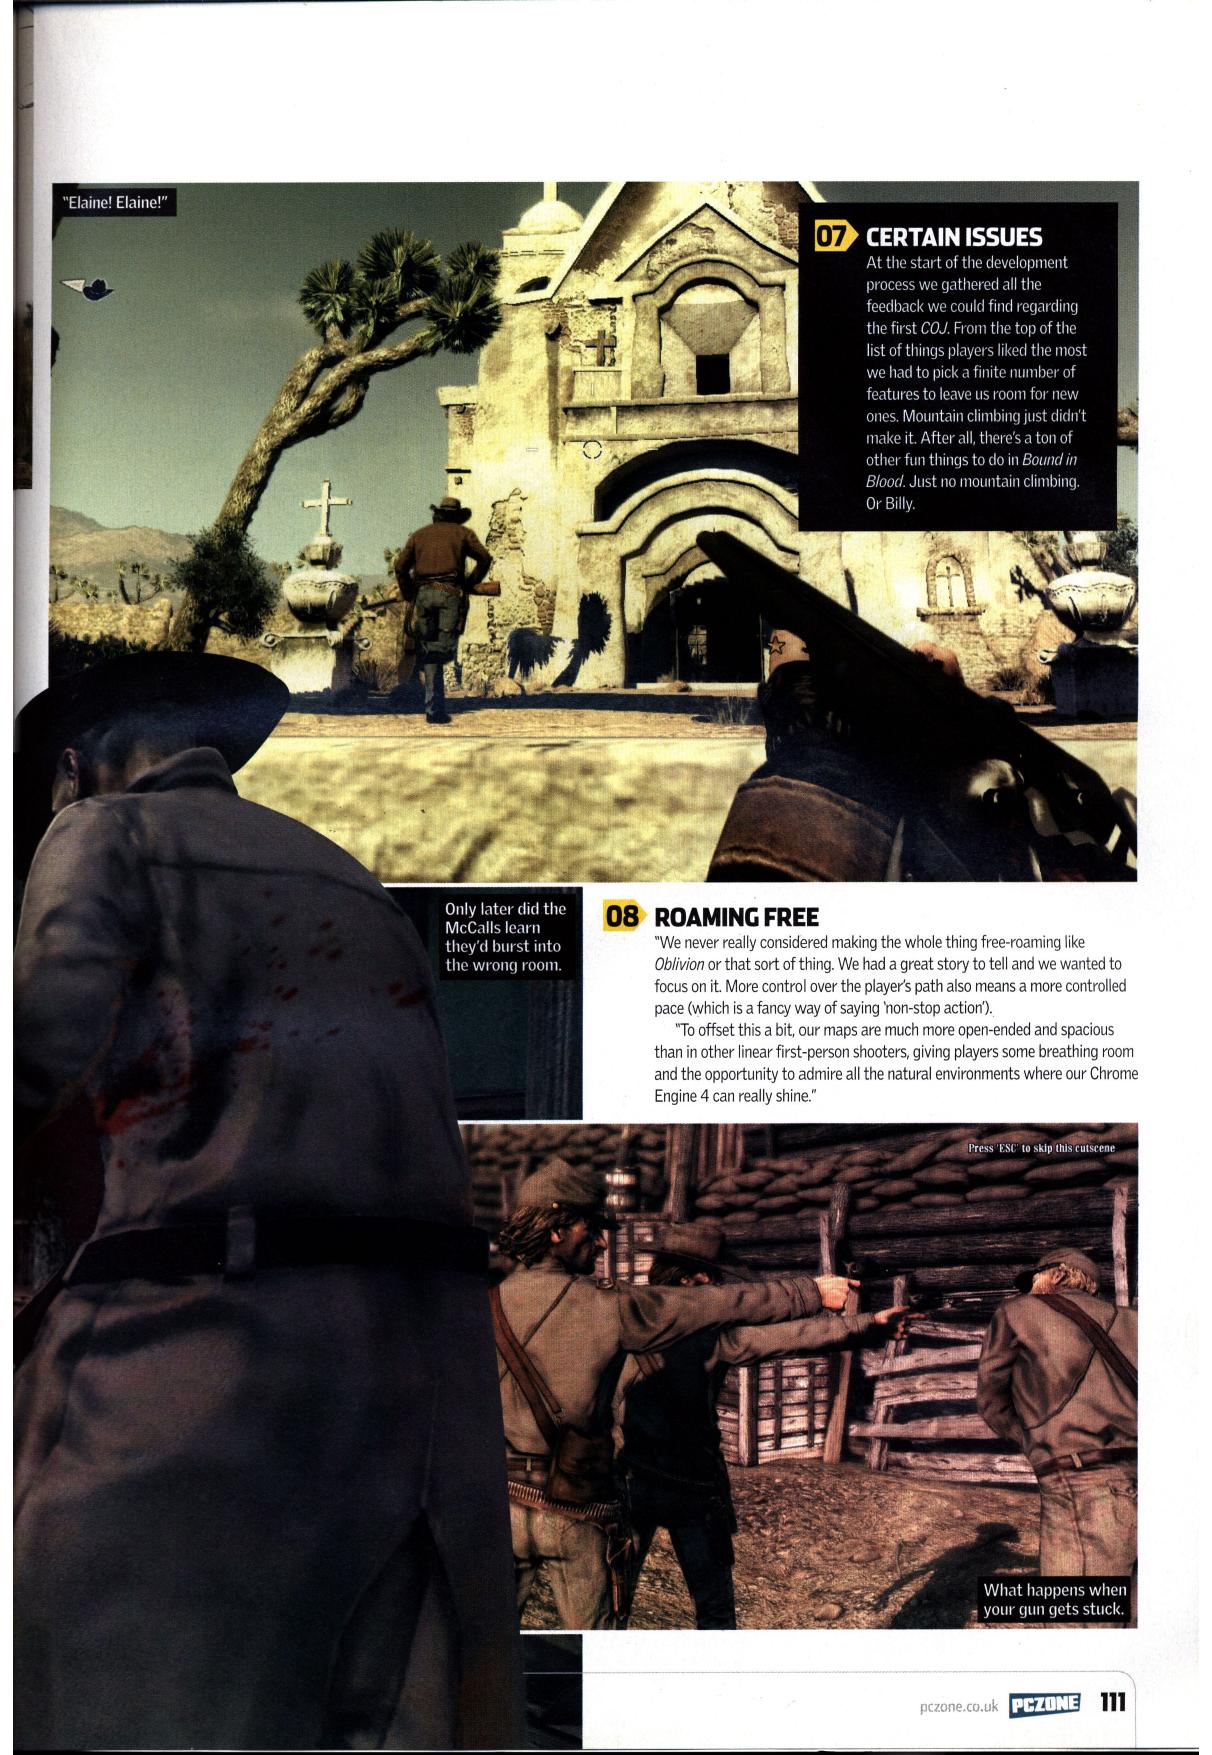 "Elaine! Elaine!"
07 CERTAIN ISSUES
At the start of the development
process we gathered all the
feedback we could find regarding
the first COJ. From the top of the
list of things players liked the most
we had to pick a finite number of
features to leave us room for new
ones. Mountain climbing just didn't
make it. After all, there's a ton of
other fun things to do in Bound in
Blood. Just no mountain climbing.
Or Billy.
Only later did the
McCalls learn
they'd burst into
the wrong room.
08 ROAMING FREE
"We never really considered making the whole thing free-roaming like
Oblivion or that sort of thing. We had a great story to tell and we wanted to
focus on it. More control over the player's path also means a more controlled
pace (which is a fancy way of saying 'non-stop action').
"To offset this a bit, our maps are much more open-ended and spacious
than in other linear first-person shooters, giving players some breathing room
and the opportunity to admire all the natural environments where our Chrome
Engine 4 can really shine."
Press 'ESC' to skip this cutscene
What happens when
your gun gets stuck.
pczone.co.uk PCZONE 111